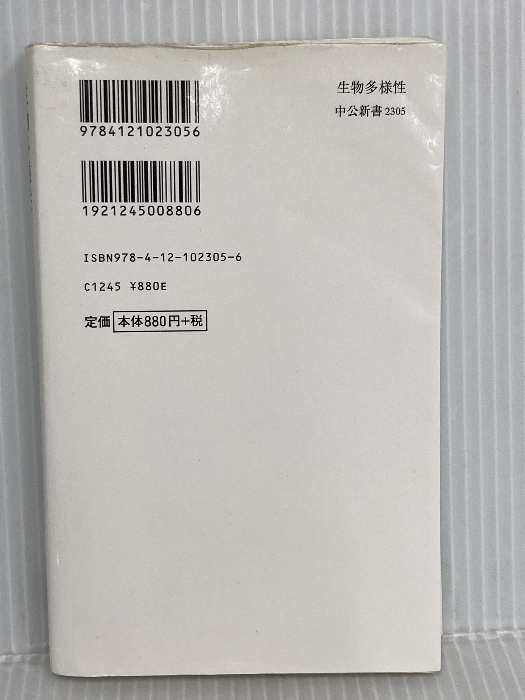 9784121023056
生物多様性
中公新書 2305
1921245008806
ISBN978-4-12-102305-6
C1245 ¥880E
定価 本体880円+税